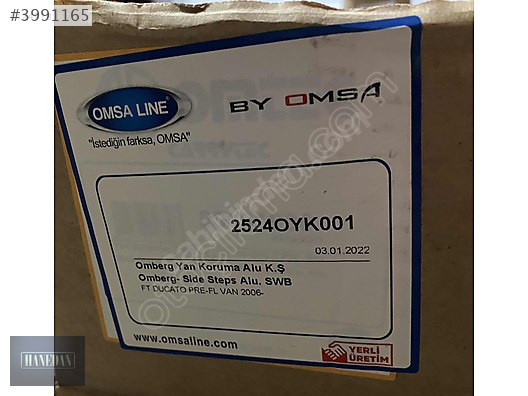 #3991165
OMSA LINE
BY OMSA
"İstediğin farksa, OMSA"
2524OYK001
03.01.2022
Omberg Yan Koruma Alu K.Ş
Omberg- Side Steps Alu. SWB
FT DUCATO PRE-FL VAN 2006-
www.omsaline.com
YERLİ
ÜRETİM
HANEDAN